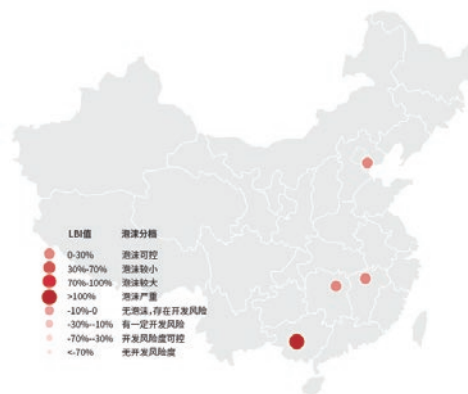 LBI值 泡沫分档
0-30% 泡沫可控
30%-70% 泡沫较小
70%-100% 泡沫较大
>100% 泡沫严重
-10%-0 无泡沫,存在开发风险
-30%--10% 有一定开发风险
-70%--30% 开发风险度可控
<-70% 无开发风险度